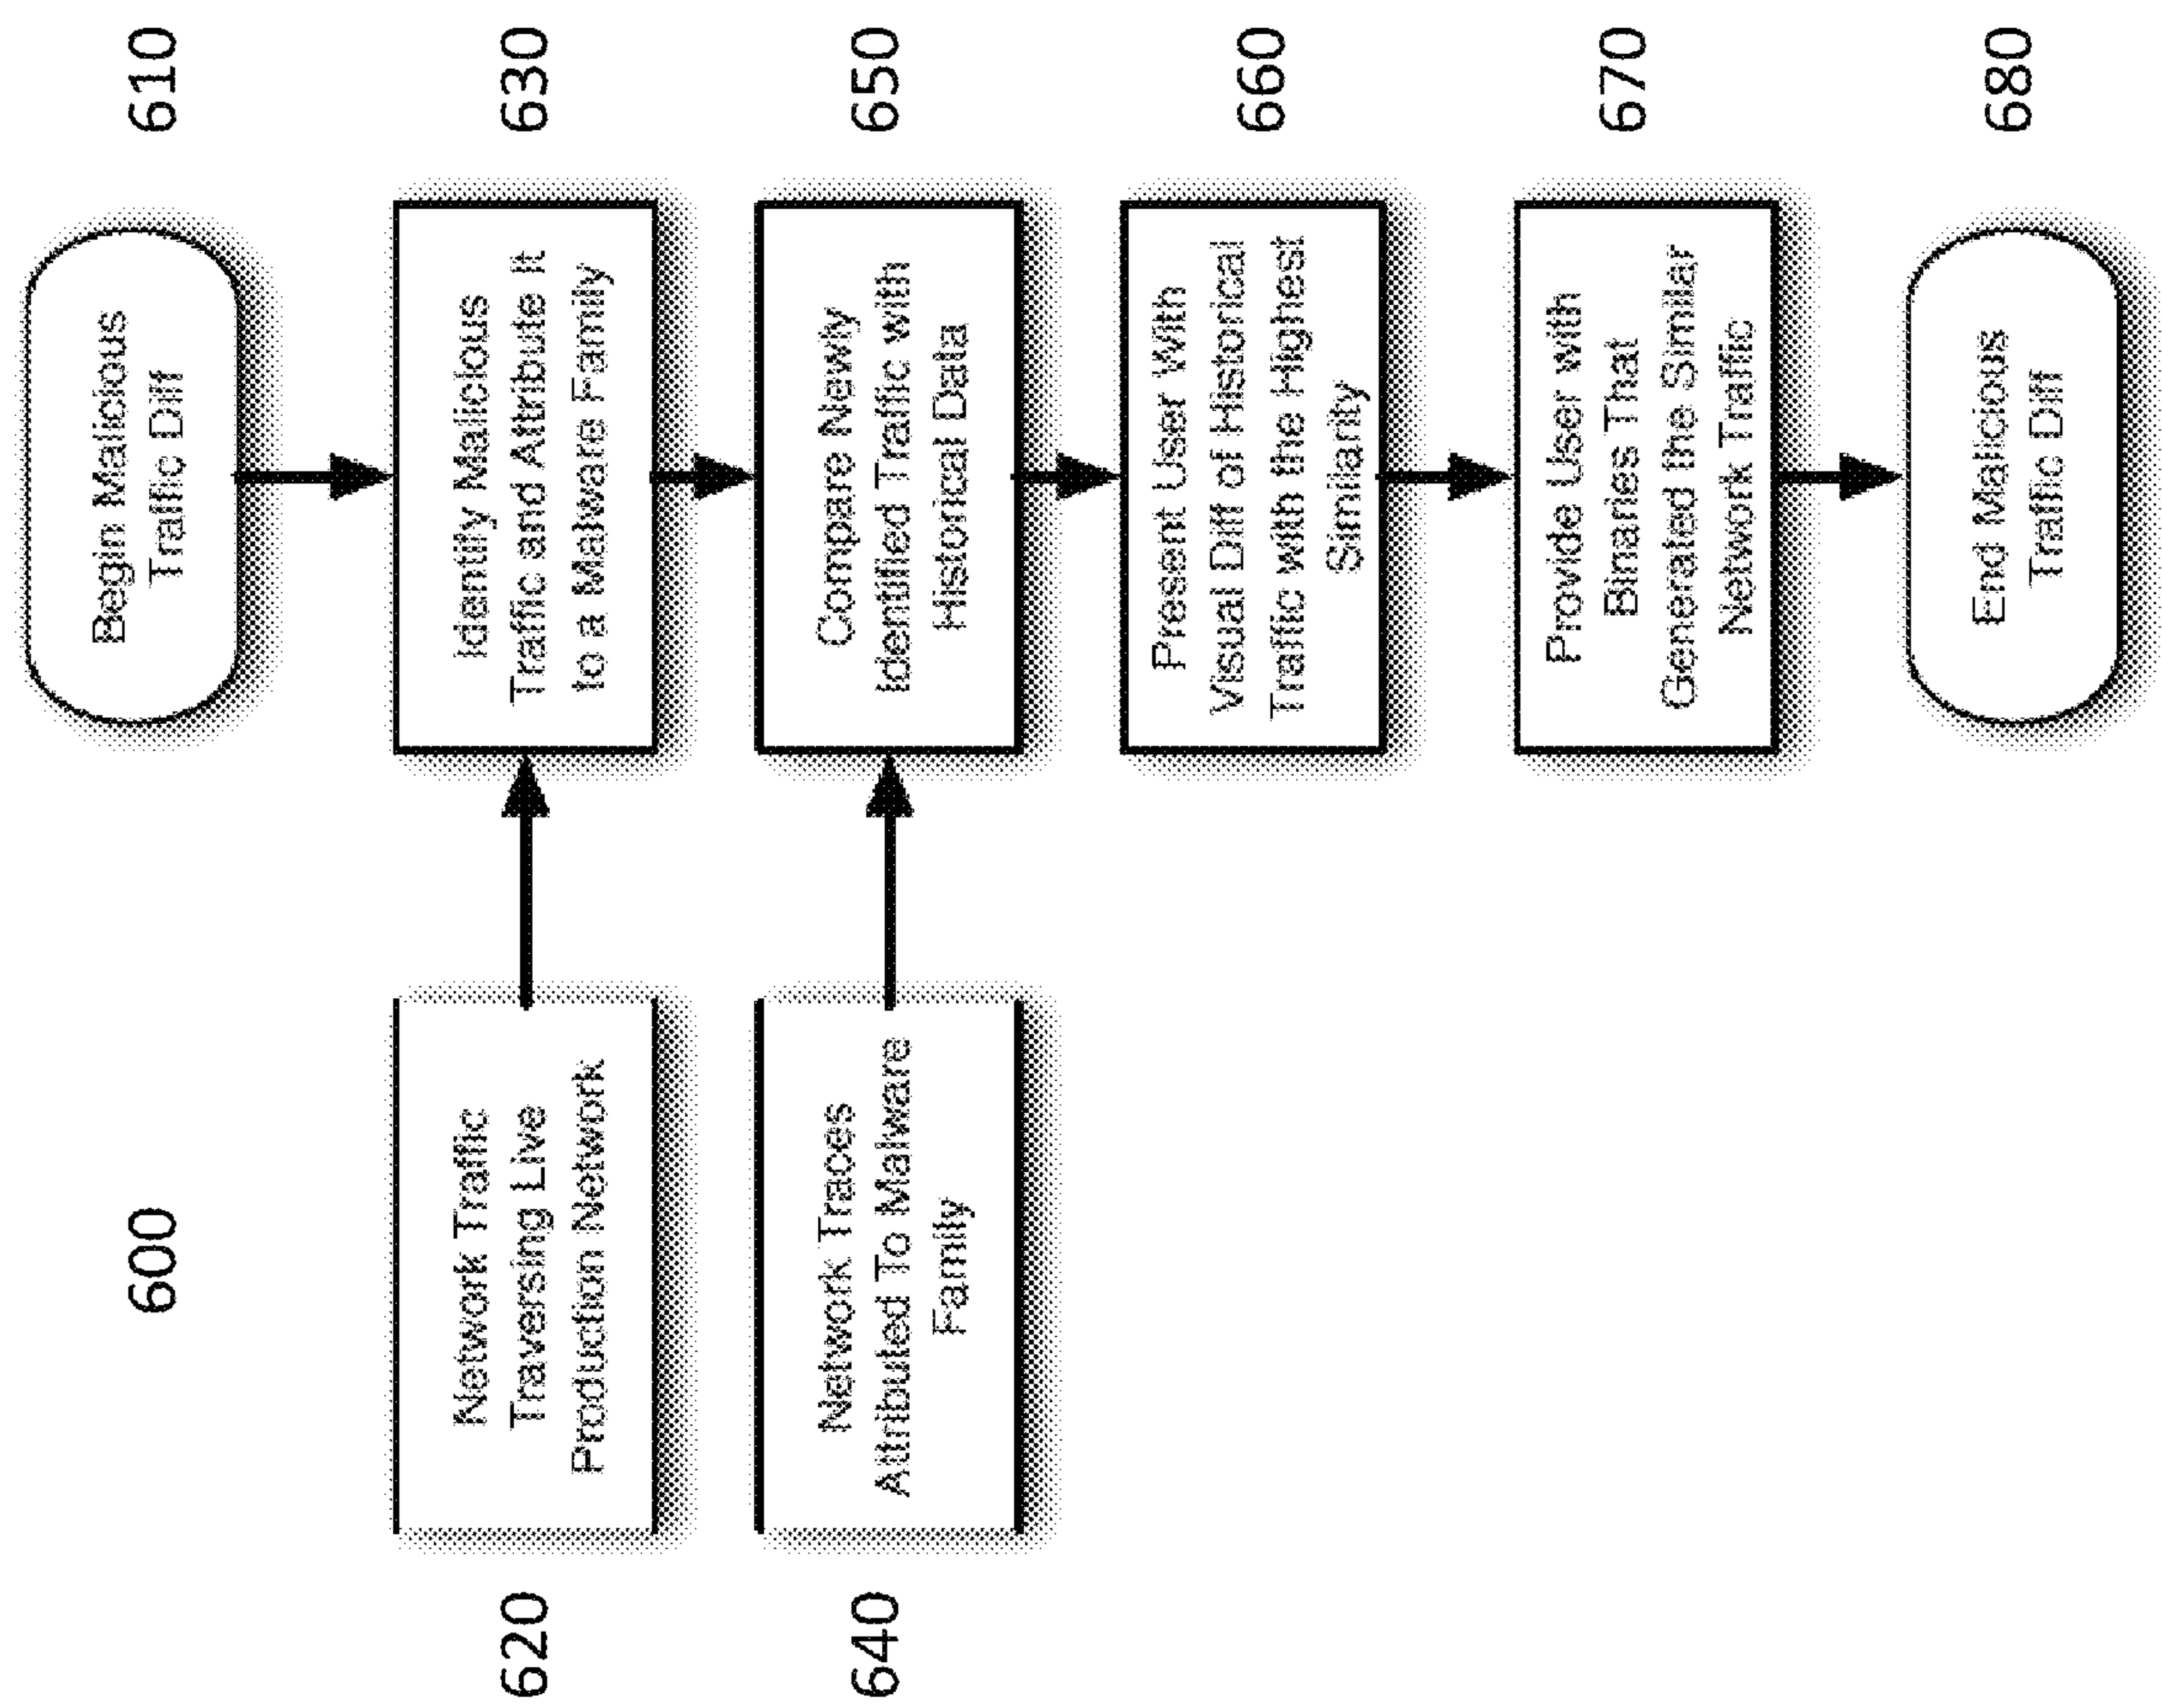 600
610
Begin Malicious
Traffic Diff
620
Network Traffic
Traversing Live
Production Network
630
Identify Malicious
Traffic and Attribute It
to a Malware Family
640
Network Traces
Attributed To Malware
Family
650
Compare Newly
Identified Traffic with
Historical Data
660
Present User With
Visual Diff of Historical
Traffic with the Highest
Similarity
670
Provide User with
Binaries That
Generated the Similar
Network Traffic
680
End Malicious
Traffic Diff